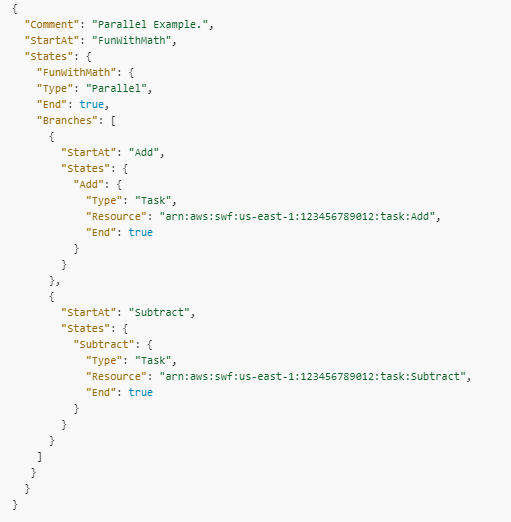 {
  "Comment": "Parallel Example.",
  "StartAt": "FunWithMath",
  "States": {
    "FunWithMath": {
    "Type": "Parallel",
    "End": true,
    "Branches": [
      {
        "StartAt": "Add",
        "States": {
          "Add": {
            "Type": "Task",
            "Resource": "arn:aws:swf:us-east-1:123456789012:task:Add",
            "End": true
          }
        }
      },
      {
        "StartAt": "Subtract",
        "States": {
          "Subtract": {
            "Type": "Task",
            "Resource": "arn:aws:swf:us-east-1:123456789012:task:Subtract",
            "End": true
          }
        }
      }
    ]
   }
  }
}